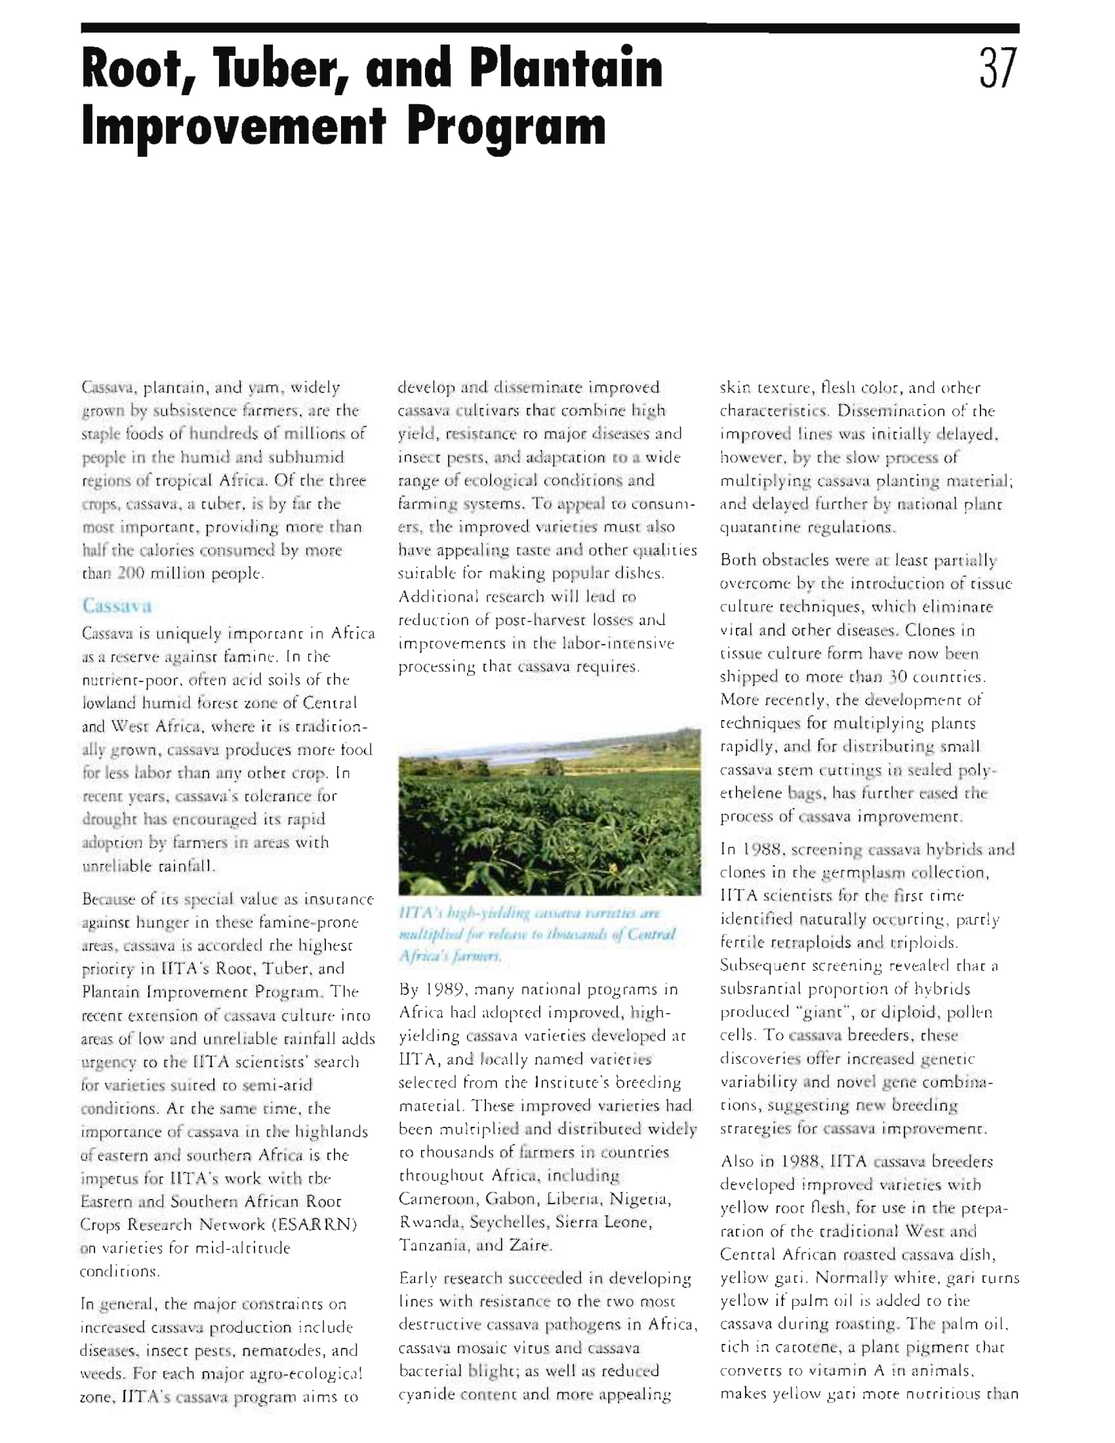 Root, Tuber, and Plantain
Improvement Program
37
Cassava, plantain, and yam, widely
grown by subsistence farmers, are the
staple foods of hundreds of millions of
people in the humid and subhumid
regions of tropical Africa. Of the three
crops, cassava, a tuber, is by far the
most important, providing more than
half the calories consumed by more
than 200 million people.
Cassava
Cassava is uniquely important in Africa
as a reserve against famine. In the
nutrient-poor, often acid soils of the
lowland humid forest zone of Central
and West Africa, where it is tradition-
ally grown, cassava produces more food
for less labor than any other crop. In
recent years, cassava's tolerance for
drought has encouraged its rapid
adoption by farmers in areas with
unreliable rainfall.
Because of its special value as insurance
against hunger in these famine-prone
areas, cassava is accorded the highest
priority in IITA's Root, Tuber, and
Plantain Improvement Program. The
recent extension of cassava culture into
areas of low and unreliable rainfall adds
urgency to the IITA scientists' search
for varieties suited to semi-arid
conditions. At the same time, the
importance of cassava in the highlands
of eastern and southern Africa is the
impetus for IITA's work with the
Eastern and Southern African Root
Crops Research Network (ESARRN)
on varieties for mid-altitude
conditions.
In general, the major constraints on
increased cassava production include
diseases, insect pests, nematodes, and
weeds. For each major agro-ecological
zone, IITA's cassava program aims to
develop and disseminate improved
cassava cultivars that combine high
yield, resistance to major diseases and
insect pests, and adaptation to a wide
range of ecological conditions and
farming systems. To appeal to consum-
ers, the improved varieties must also
have appealing taste and other qualities
suitable for making popular dishes.
Additional research will lead to
reduction of post-harvest losses and
improvements in the labor-intensive
processing that cassava requires.
IITA's high-yielding cassava varieties are
multiplied for release to thousands of Central
Africa's farmers.
By 1989, many national programs in
Africa had adopted improved, high-
yielding cassava varieties developed at
IITA, and locally named varieties
selected from the Institute's breeding
material. These improved varieties had
been multiplied and distributed widely
to thousands of farmers in countries
throughout Africa, including
Cameroon, Gabon, Liberia, Nigeria,
Rwanda, Seychelles, Sierra Leone,
Tanzania, and Zaire.
Early research succeeded in developing
lines with resistance to the two most
destructive cassava pathogens in Africa,
cassava mosaic virus and cassava
bacterial blight; as well as reduced
cyanide content and more appealing
skin texture, flesh color, and other
characteristics. Dissemination of the
improved lines was initially delayed,
however, by the slow process of
multiplying cassava planting material;
and delayed further by national plant
quarantine regulations.
Both obstacles were at least partially
overcome by the introduction of tissue
culture techniques, which eliminate
viral and other diseases. Clones in
tissue culture form have now been
shipped to more than 30 countries.
More recently, the development of
techniques for multiplying plants
rapidly, and for distributing small
cassava stem cuttings in sealed poly-
ethelene bags, has further eased the
process of cassava improvement.
In 1988, screening cassava hybrids and
clones in the germplasm collection,
IITA scientists for the first time
identified naturally occurring, partly
fertile tetraploids and triploids.
Subsequent screening revealed that a
substantial proportion of hybrids
produced "giant", or diploid, pollen
cells. To cassava breeders, these
discoveries offer increased genetic
variability and novel gene combina-
tions, suggesting new breeding
strategies for cassava improvement.
Also in 1988, IITA cassava breeders
developed improved varieties with
yellow root flesh, for use in the prepa-
ration of the traditional West and
Central African roasted cassava dish,
yellow gari. Normally white, gari turns
yellow if palm oil is added to the
cassava during roasting. The palm oil,
rich in carotene, a plant pigment that
converts to vitamin A in animals,
makes yellow gari more nutritious than